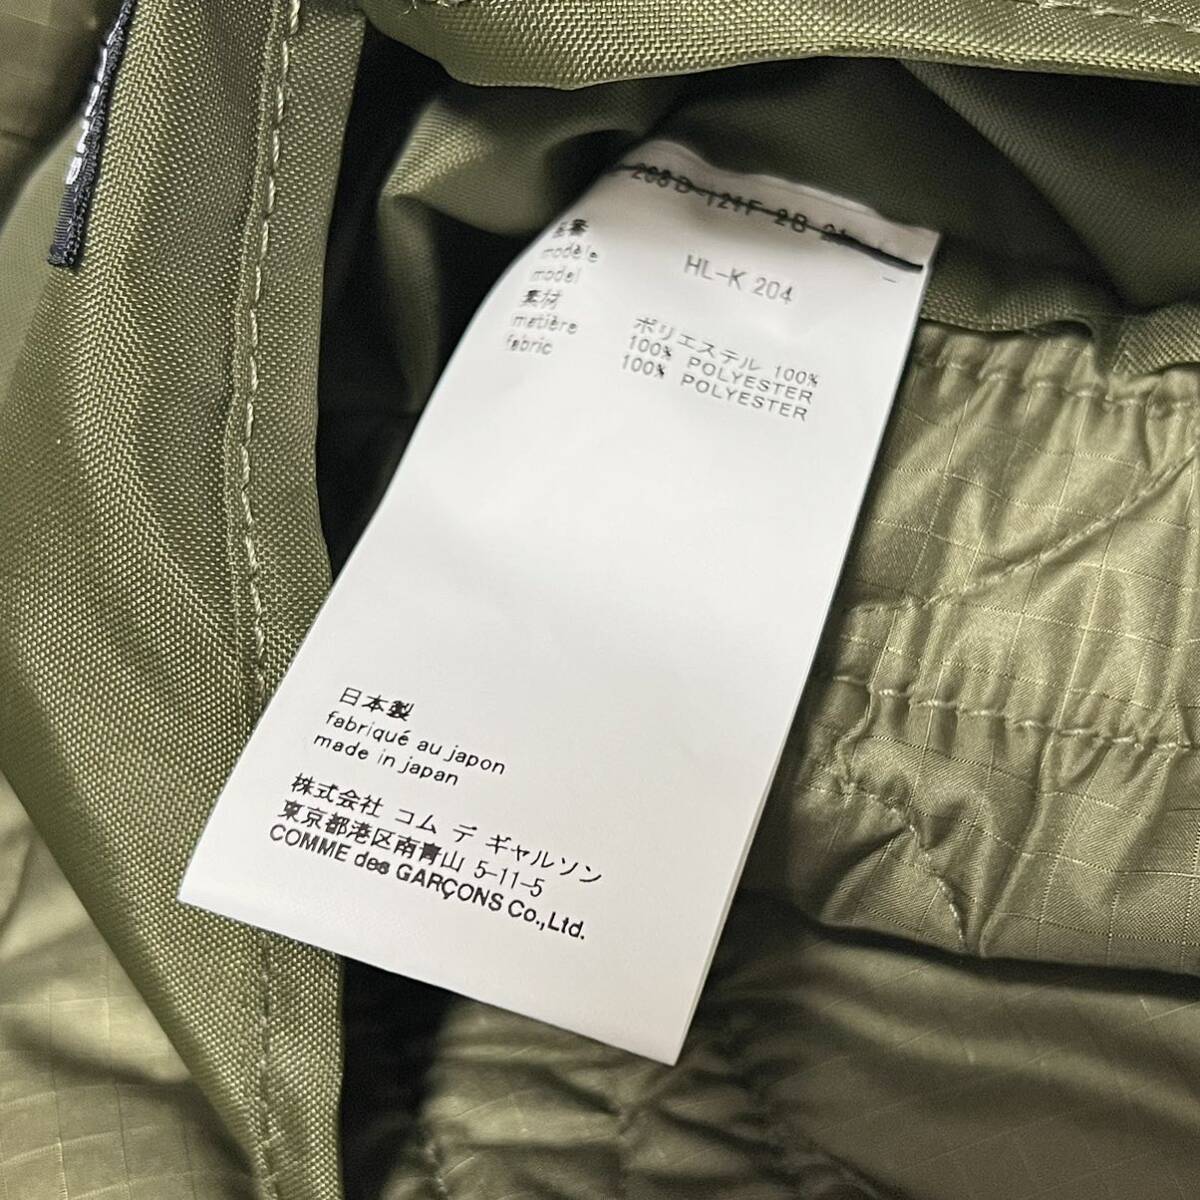 品番
modèle
model
HL-K 204
素材
matière
fabric
ポリエステル 100%
100% POLYESTER
100% POLYESTER
日本製
fabriqué au japon
made in japan
株式会社 コム デ ギャルソン
東京都港区南青山 5-11-5
COMME des GARÇONS Co.,Ltd.